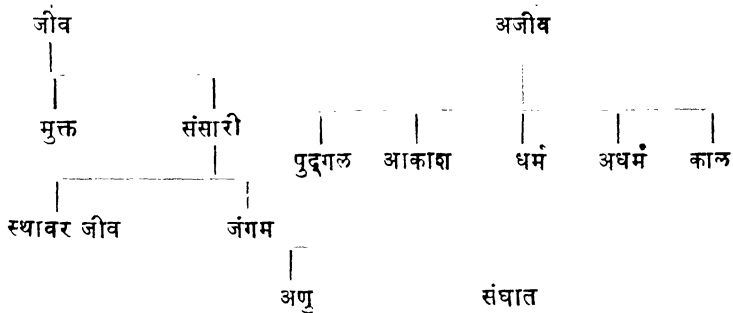 जीव अजीव
मुक्त संसारी
पुद्गल आकाश धर्म अधर्म काल
स्थावर जीव जंगम
अणु संघात